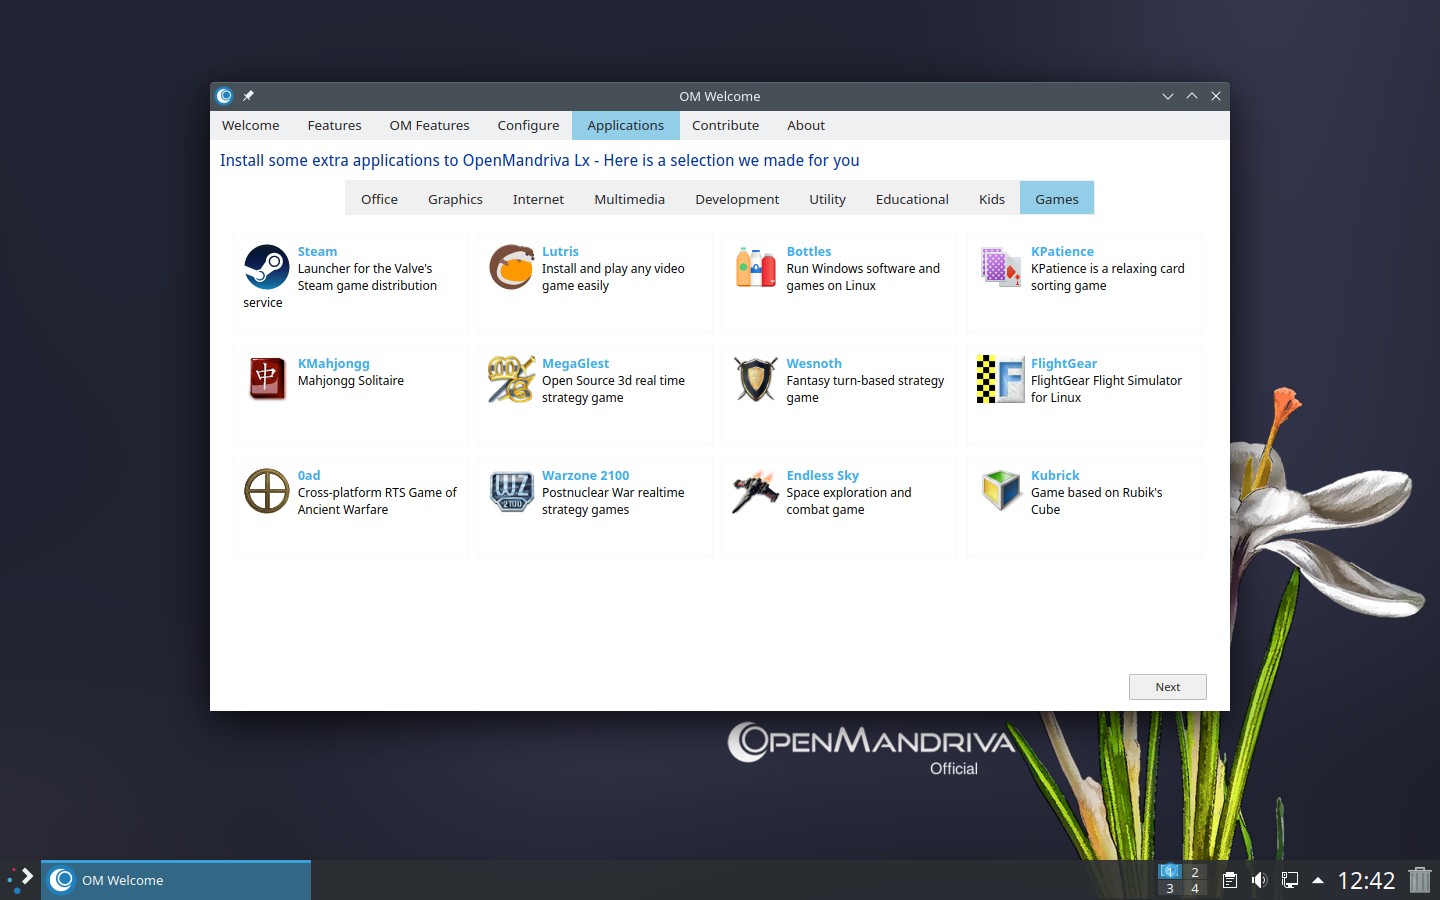 OM Welcome
Welcome Features OM Features Configure Applications Contribute About
Install some extra applications to OpenMandriva Lx - Here is a selection we made for you
Office Graphics Internet Multimedia Development Utility Educational Kids Games
Steam
Launcher for the Valve's
Steam game distribution
service
Lutris
Install and play any video
game easily
Bottles
Run Windows software and
games on Linux
KPatience
KPatience is a relaxing card
sorting game
KMahjongg
Mahjongg Solitaire
中
MegaGlest
Open Source 3d real time
strategy game
Wesnoth
Fantasy turn-based strategy
game
F
FlightGear
FlightGear Flight Simulator
for Linux
0ad
Cross-platform RTS Game of
Ancient Warfare
WZ
2100
Warzone 2100
Postnuclear War realtime
strategy games
Endless Sky
Space exploration and
combat game
Kubrick
Game based on Rubik's
Cube
Next
OPENMANDRIVA
Official
OM Welcome
1 2
3 4
12:42